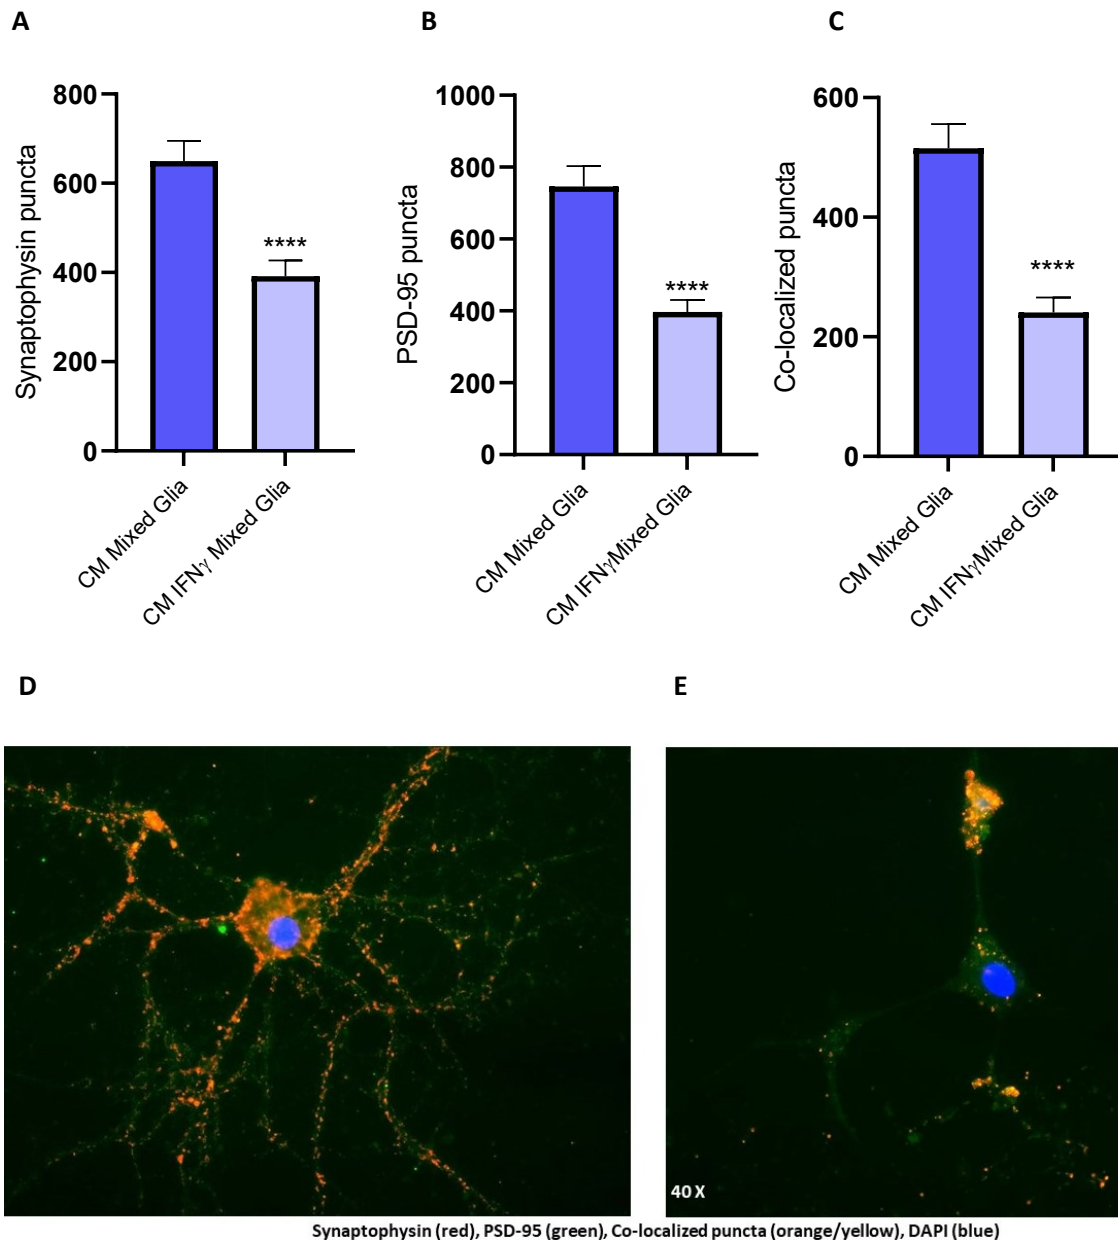 A
B
C
800
600
400
200
0
Synaptophysin puncta
****
CM Mixed Glia
CM IFNγ Mixed Glia
1000
800
600
400
200
0
PSD-95 puncta
****
CM Mixed Glia
CM IFNγMixed Glia
600
400
200
0
Co-localized puncta
****
CM Mixed Glia
CM IFNγMixed Glia
D
E
40 X
Synaptophysin (red), PSD-95 (green), Co-localized puncta (orange/yellow), DAPI (blue)